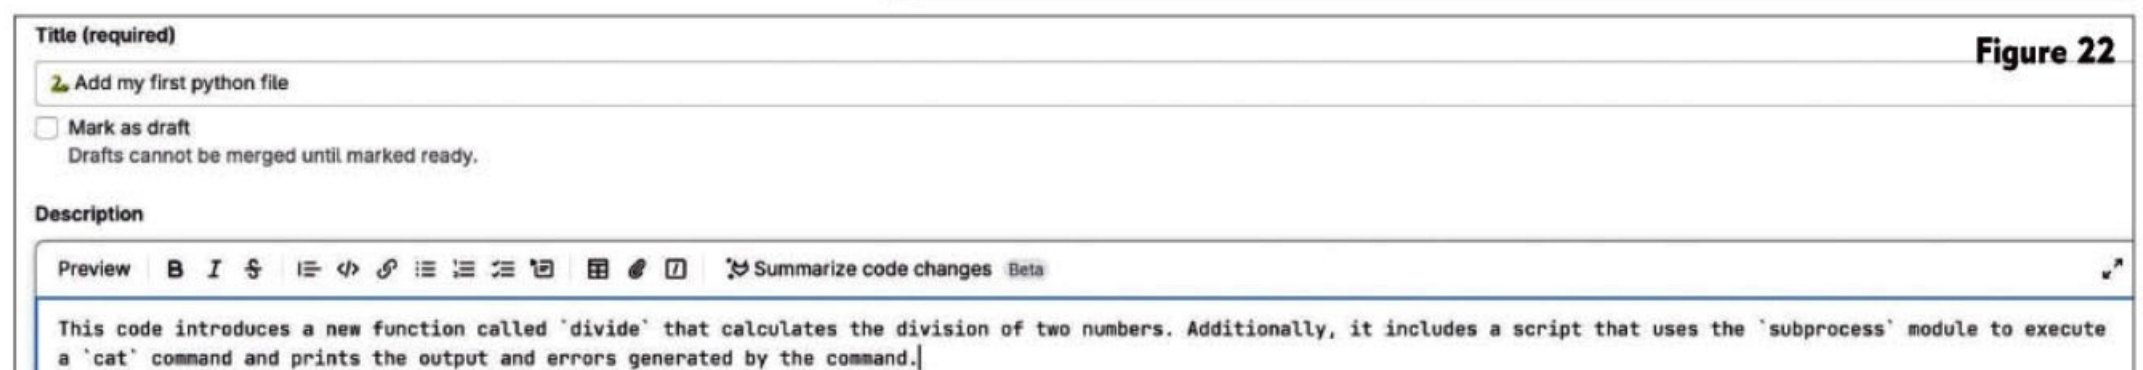 Title (required)
Figure 22
Add my first python file
Mark as draft
Drafts cannot be merged until marked ready.
Description
Preview B I S Summarize code changes Beta
This code introduces a new function called `divide` that calculates the division of two numbers. Additionally, it includes a script that uses the `subprocess` module to execute
a `cat` command and prints the output and errors generated by the command.